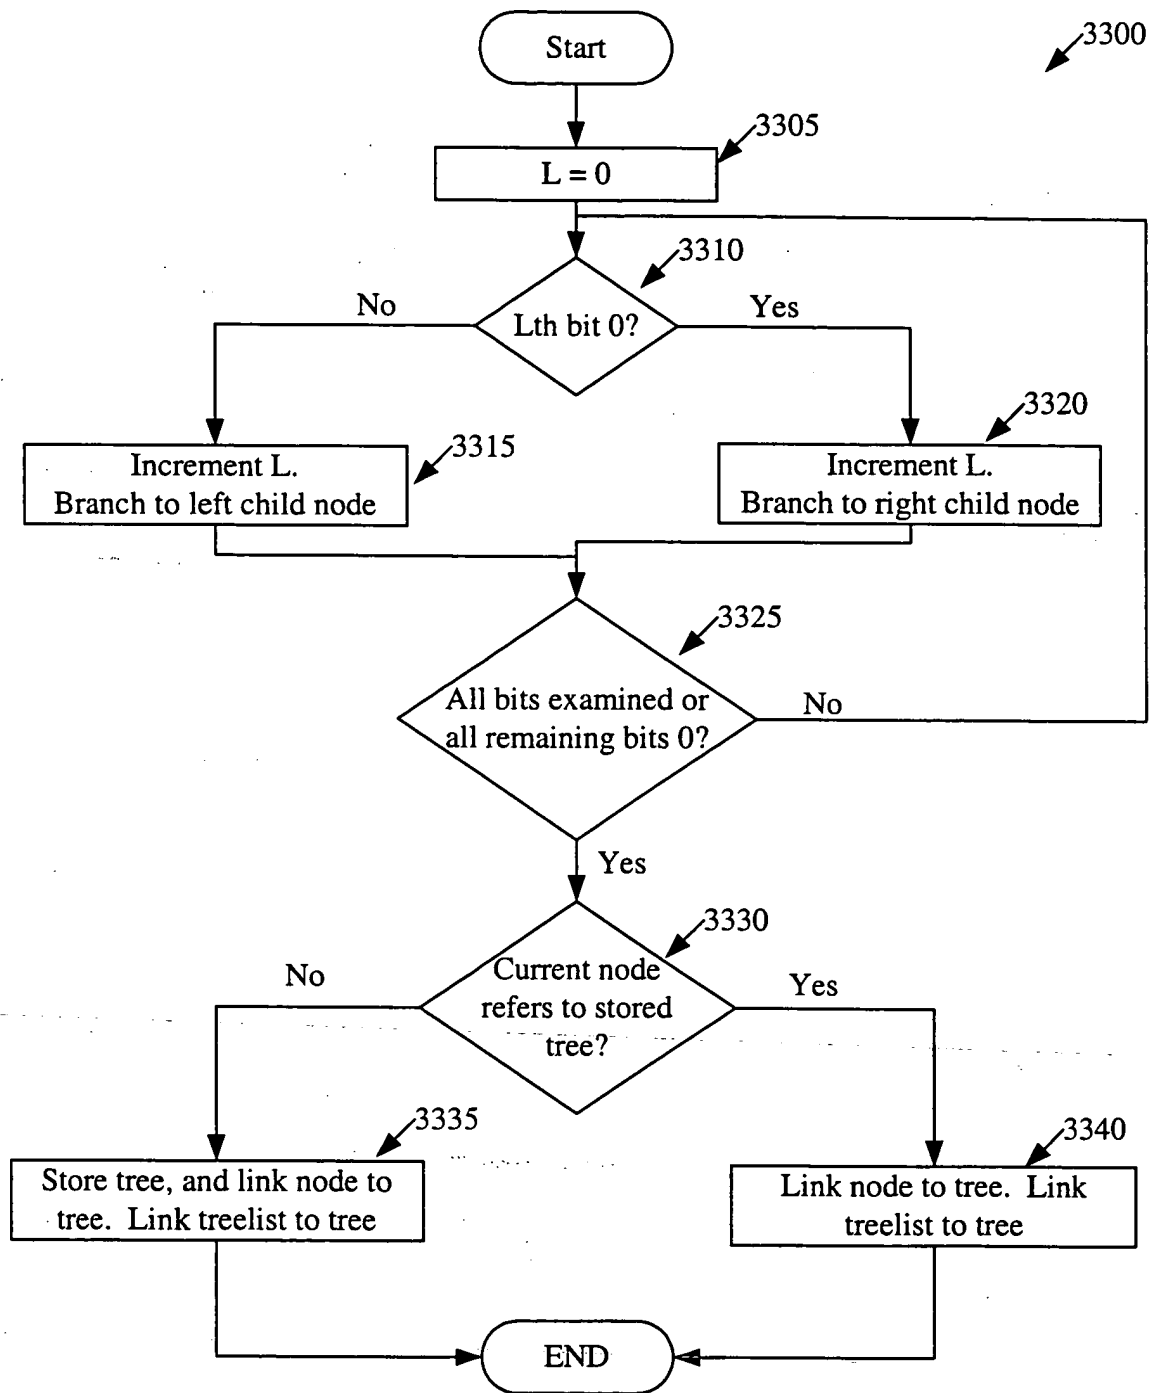 Start
3300
3305
L = 0
3310
No
Lth bit 0?
Yes
3315
3320
Increment L.
Branch to left child node
Increment L.
Branch to right child node
3325
All bits examined or
all remaining bits 0?
No
Yes
3330
No
Current node
refers to stored
tree?
Yes
3335
3340
Store tree, and link node to
tree. Link treelist to tree
Link node to tree. Link
treelist to tree
END